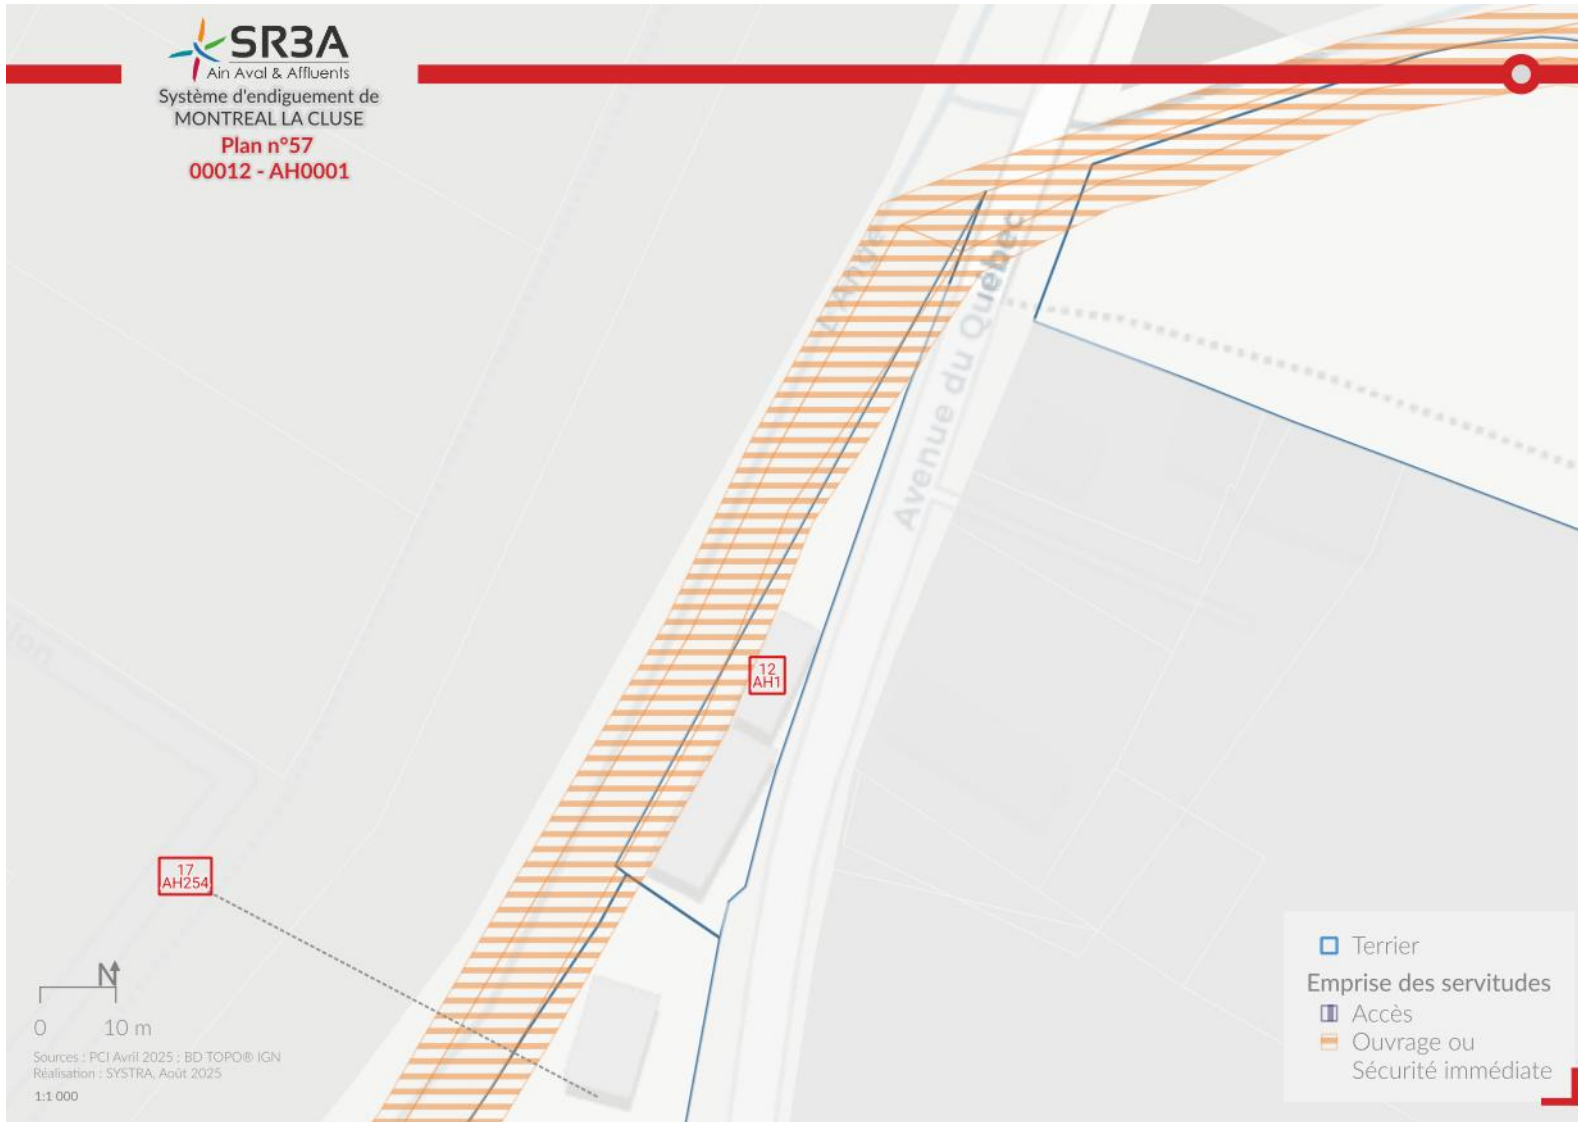 SR3A
Ain Aval & Affluents
Système d'endiguement de
MONTREAL LA CLUSE
Plan n°57
00012 - AH0001
L'Ange
Avenue du Québec
12
AH1
17
AH254
N
0 10 m
Sources : PCI Avril 2025 ; BD TOPO® IGN
Réalisation : SYSTRA, Août 2025
1:1 000
Terrier
Emprise des servitudes
Accès
Ouvrage ou
Sécurité immédiate